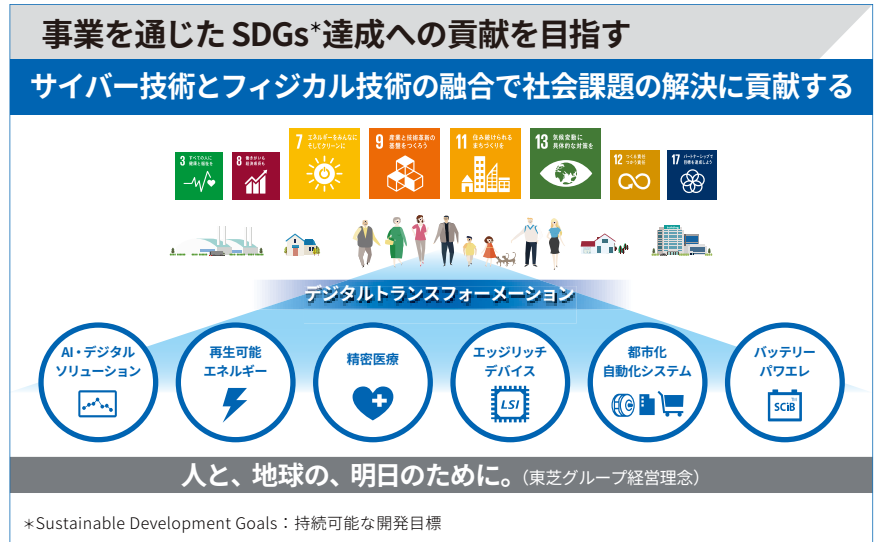 事業を通じた SDGs*達成への貢献を目指す
サイバー技術とフィジカル技術の融合で社会課題の解決に貢献する
3 すべての人に
健康と福祉を
8 働きがいも
経済成長も
7 エネルギーをみんなに
そしてクリーンに
9 産業と技術革新の
基盤をつくろう
11 住み続けられる
まちづくりを
13 気候変動に
具体的な対策を
12 つくる責任
つかう責任
17 パートナーシップで
目標を達成しよう
デジタルトランスフォーメーション
AI・デジタル
ソリューション
再生可能
エネルギー
精密医療
エッジリッチ
デバイス
LSI
都市化
自動化システム
バッテリー
パワエレ
SCiB
TM
人と、地球の、明日のために。(東芝グループ経営理念)
*Sustainable Development Goals:持続可能な開発目標